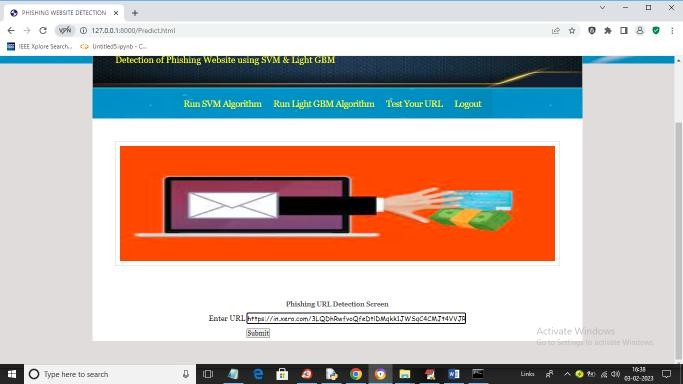 PHISHING WEBSITE DETECTION
VPN
127.0.0.1:8000/Predict.html
IEEE Xplore Search...
Untitled5.ipynb - C...
Detection of Phishing Website using SVM & Light GBM
Run SVM Algorithm
Run Light GBM Algorithm
Test Your URL
Logout
Phishing URL Detection Screen
Enter URL
Submit
Activate Windows
Go to Settings to activate Windows.
Type here to search
Links
16:38
03-02-2023